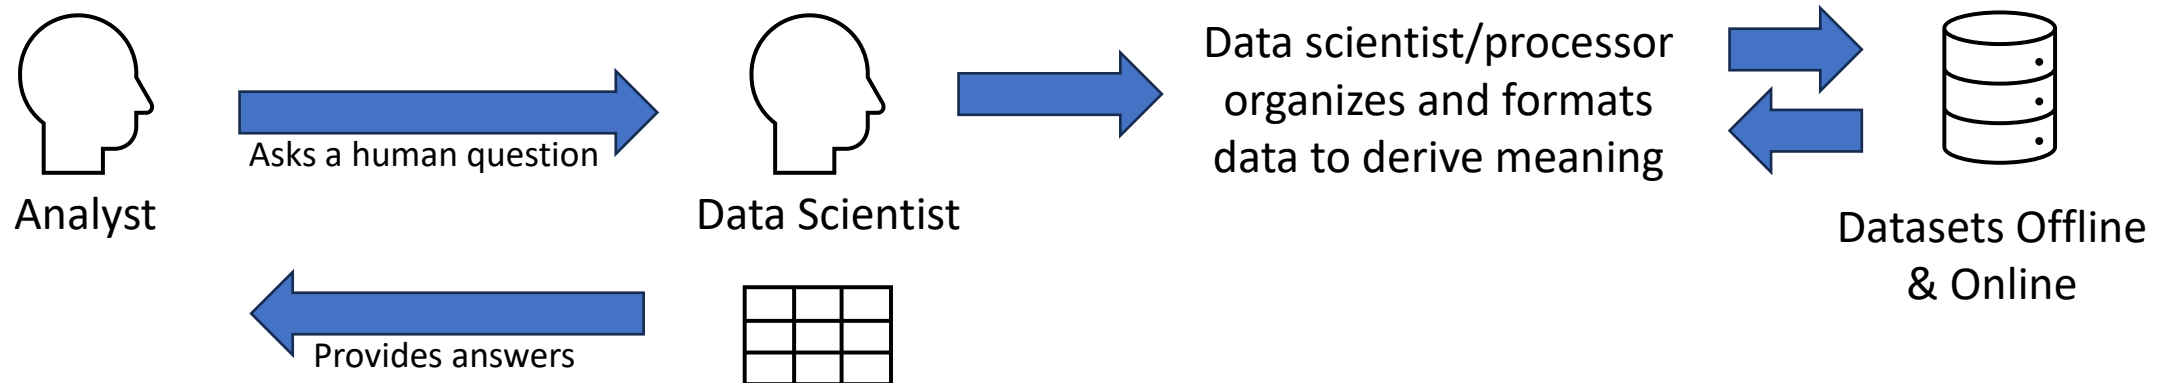 Asks a human question
Analyst
Data Scientist
Data scientist/processor
organizes and formats
data to derive meaning
Datasets Offline
& Online
Provides answers